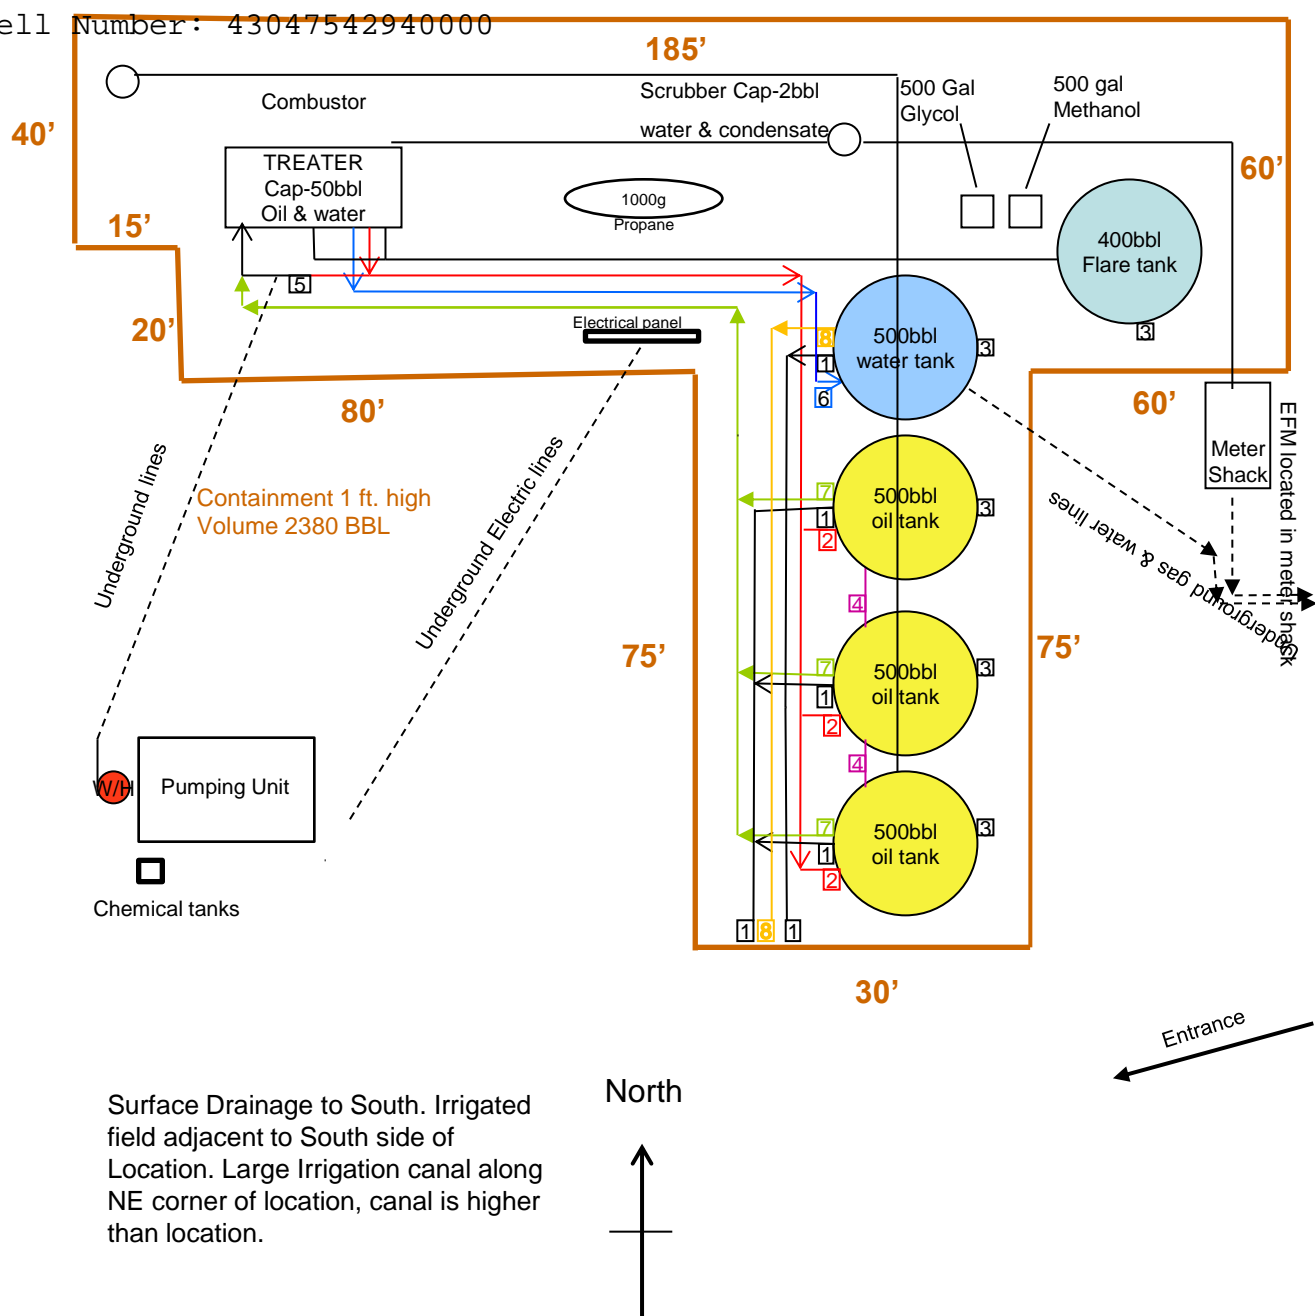 ell Number: 43047542940000
185’
40’
Combustor
Scrubber Cap-2bbl
water & condensate
500 Gal
Glycol
500 gal
Methanol
60’
TREATER
Cap-50bbl
Oil & water
1000g
Propane
15’
400bbl
Flare tank
3
5
20’
Electrical panel
8
1
6
500bbl
water tank
3
80’
60’
Underground lines
Containment 1 ft. high
Volume 2380 BBL
Underground Electric lines
Meter
Shack
EFM located in meter shack
Underground gas & water lines
7
1
2
500bbl
oil tank
3
4
75’
75’
7
1
2
500bbl
oil tank
3
4
W/H
Pumping Unit
7
1
2
500bbl
oil tank
3
Chemical tanks
1
8
1
30’
Entrance
North
Surface Drainage to South. Irrigated
field adjacent to South side of
Location. Large Irrigation canal along
NE corner of location, canal is higher
than location.